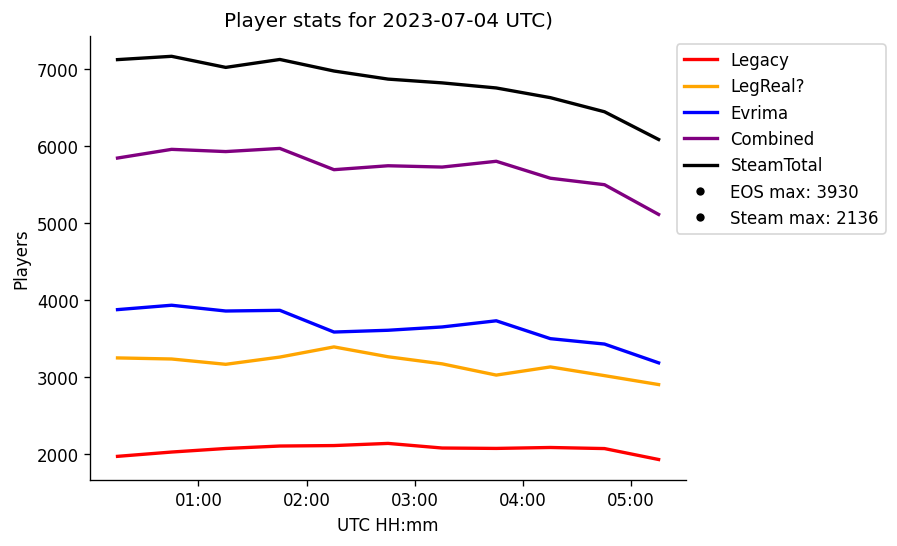 Player stats for 2023-07-04 UTC)
Legacy
LegReal?
Evrima
Combined
SteamTotal
EOS max: 3930
Steam max: 2136
Players
7000
6000
5000
4000
3000
2000
01:00 02:00 03:00 04:00 05:00
UTC HH:mm